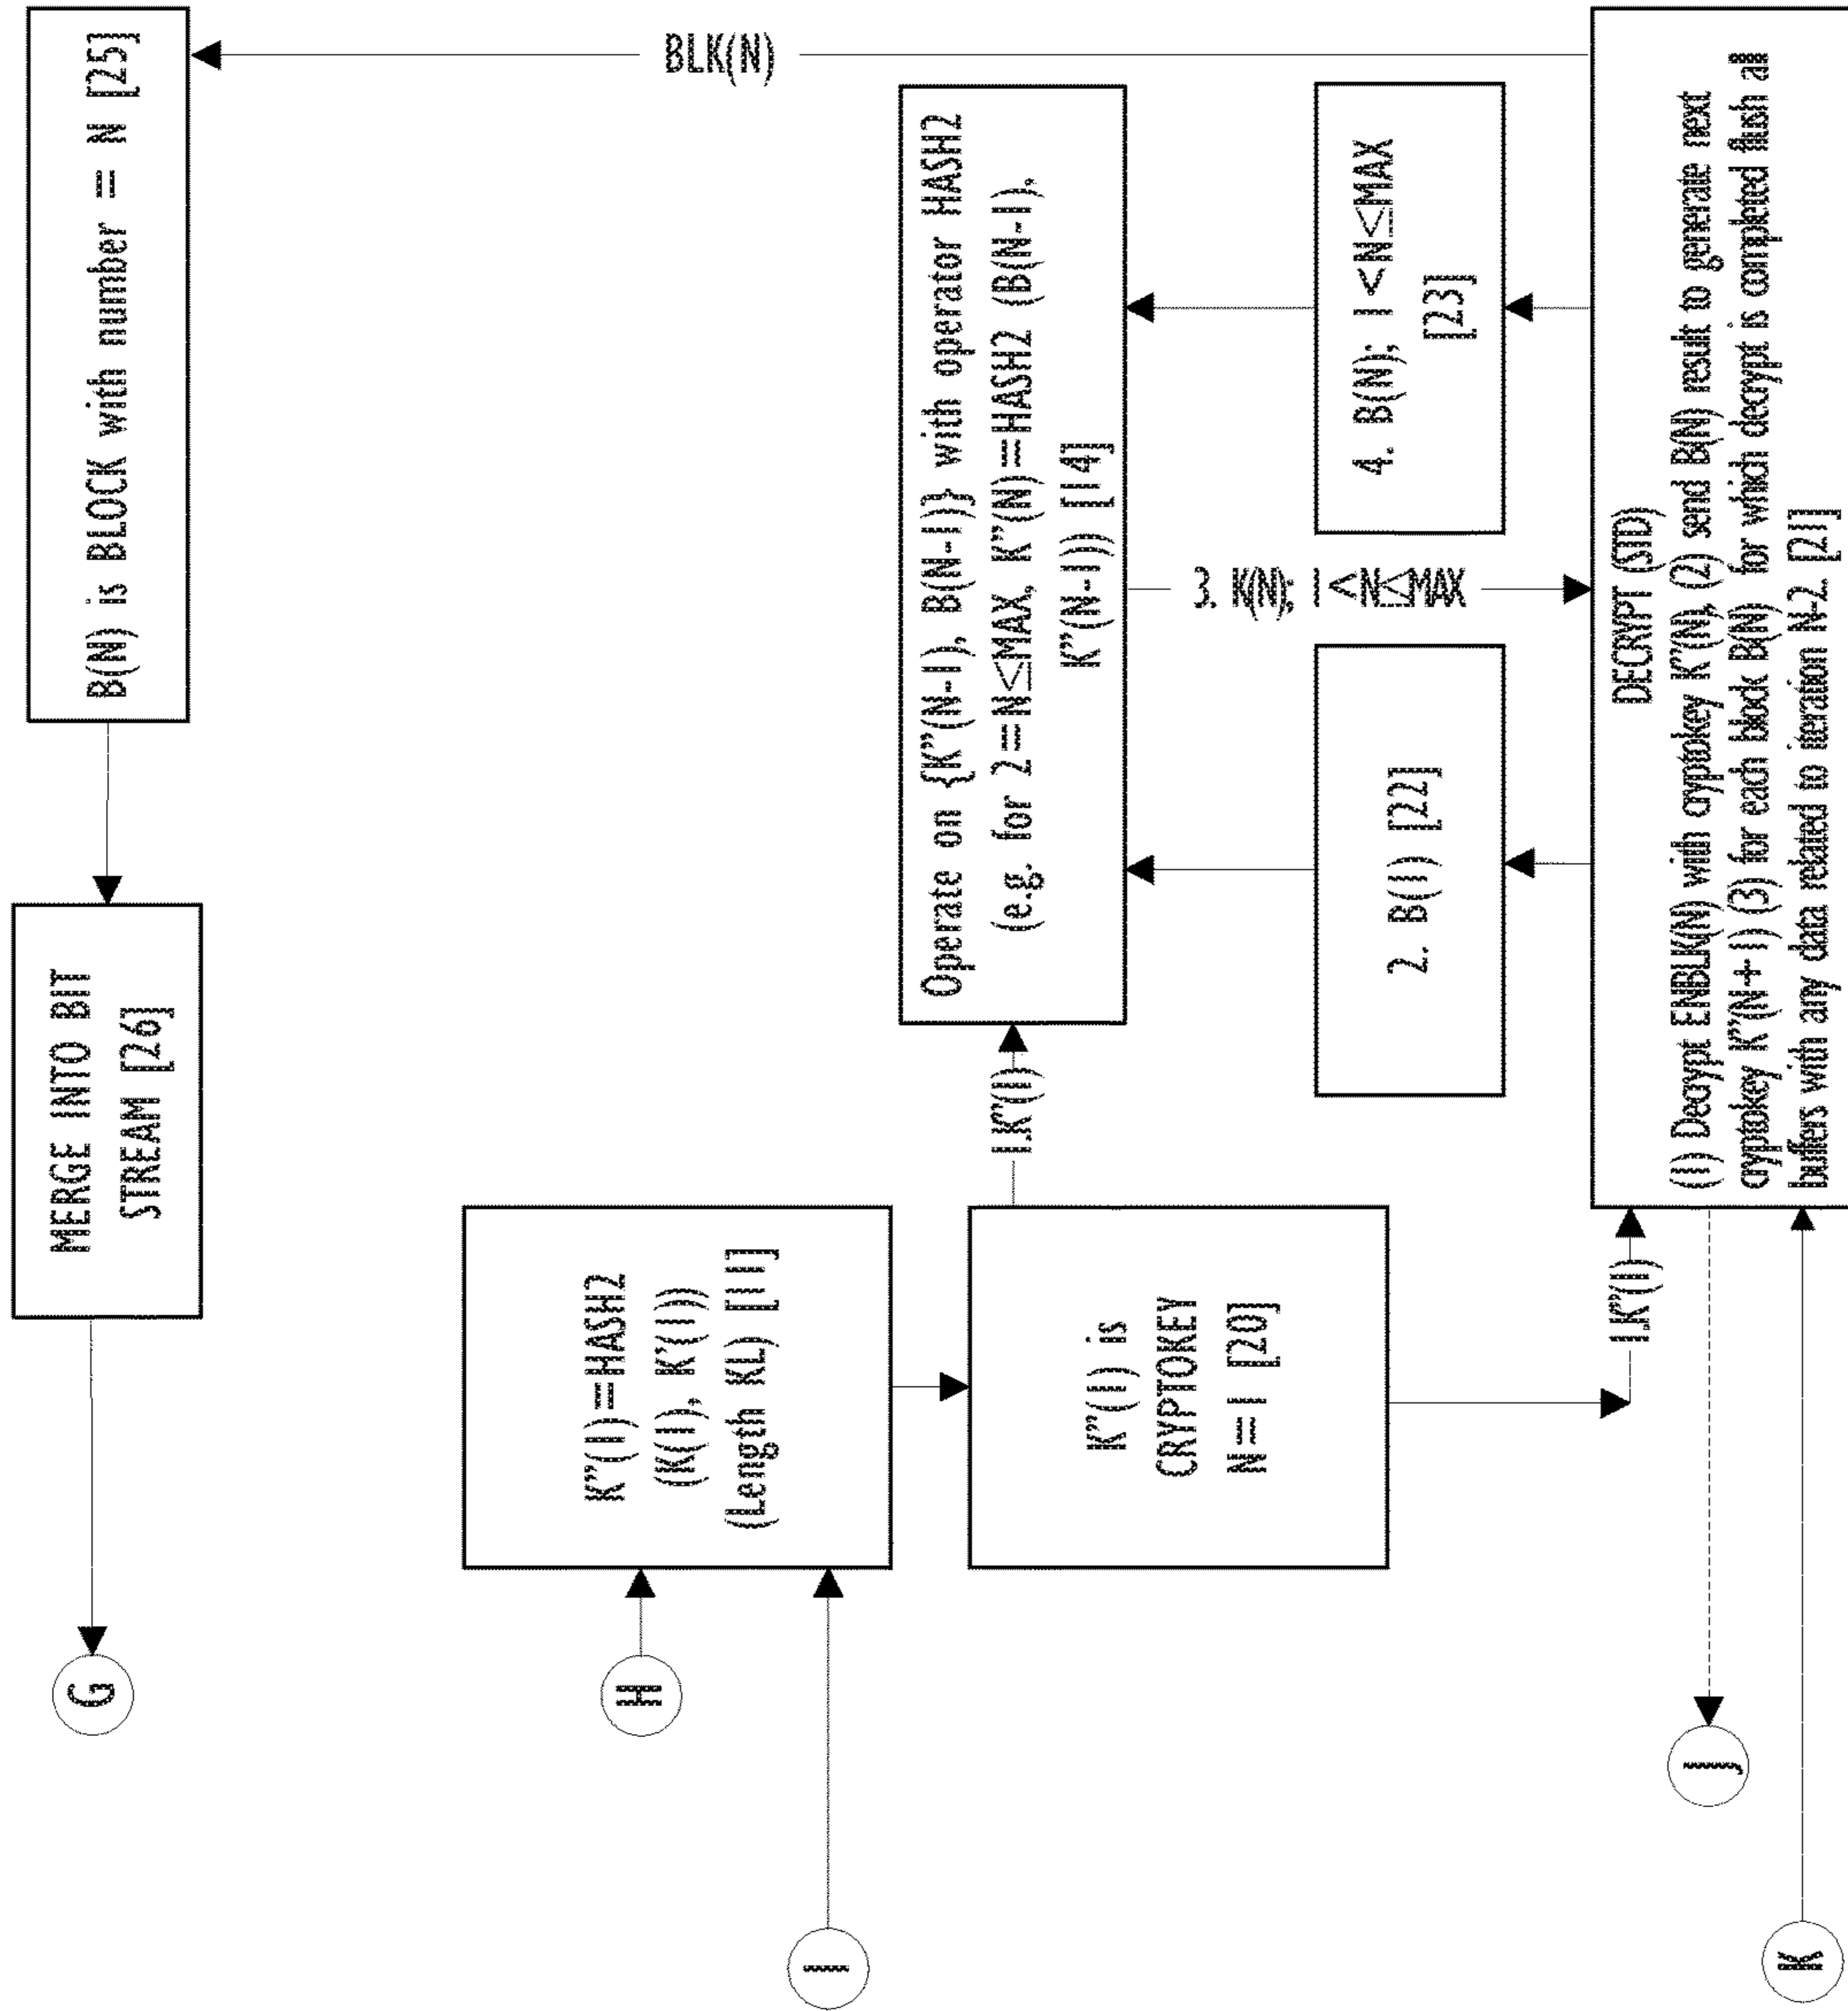 B(N) is BLOCK with number = N [25]
MERGE INTO BIT
STREAM [26]
G
BLK(N)
K''(1)=HASH2
(K(1), K'(1))
(Length KL) [11]
H
I
K''(1) is
CRYPTOKEY
N=1 [20]
1.K''(1)
Operate on {K''(N-1), B(N-1)} with operator HASH2
(e.g. for 2=N≤MAX, K''(N)=HASH2 (B(N-1),
K''(N-1)) [14]
2. B(1) [22]
3. K(N); 1<N≤MAX
4. B(N); 1<N≤MAX
[23]
1.K''(1)
DECRYPT (STD)
(1) Decrypt ENBLK(N) with cryptokey K''(N), (2) send B(N) result to generate next
cryptokey K''(N+1) (3) for each block B(N) for which decrypt is completed flush all
buffers with any data related to iteration N-2 [21]
J
K